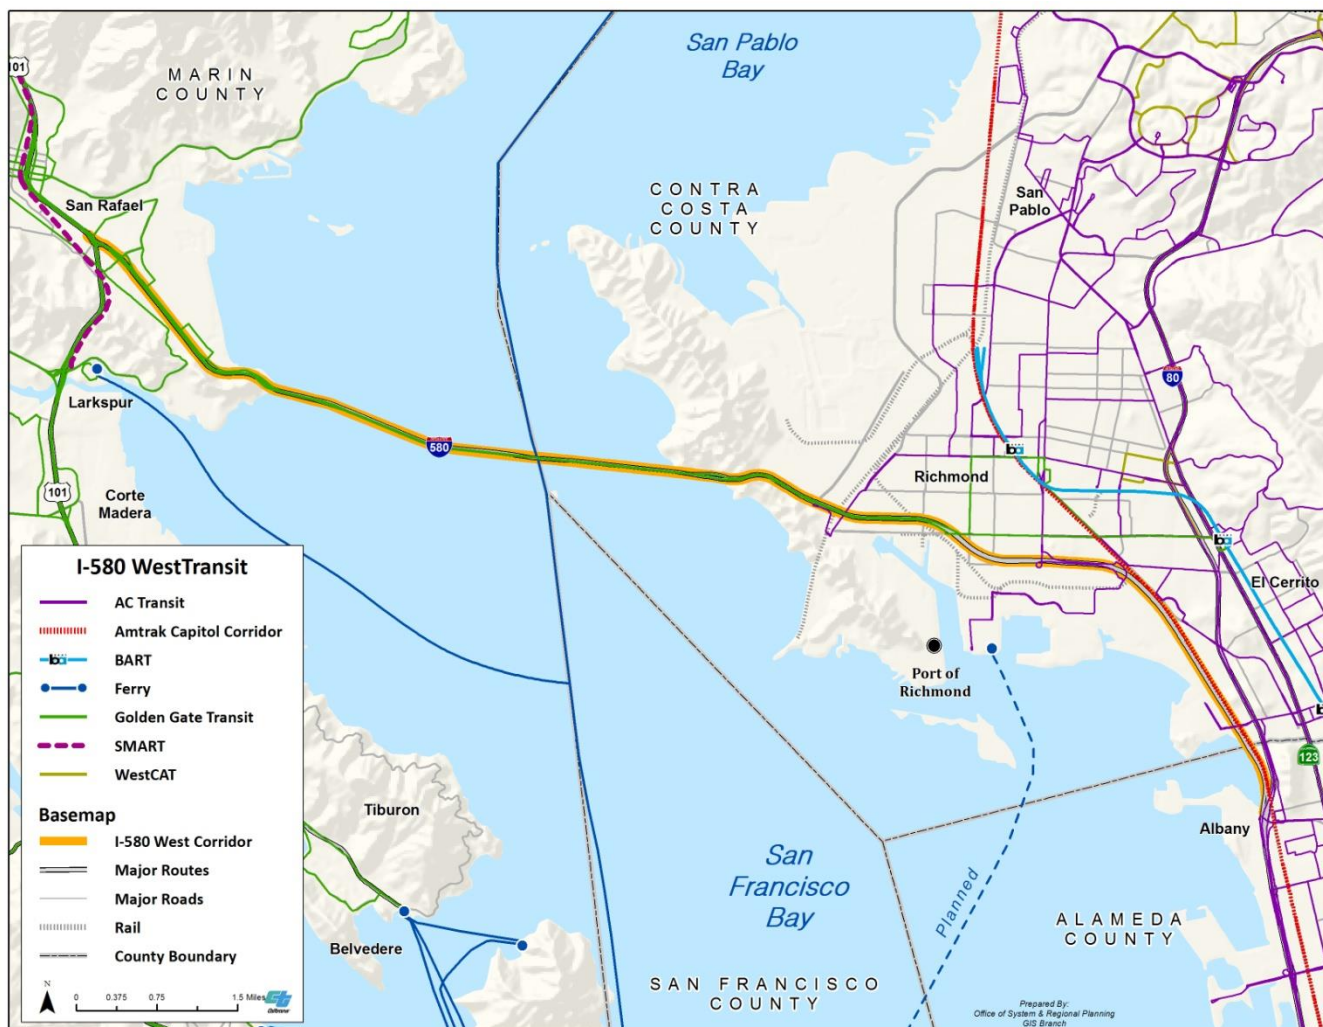 San Pablo
Bay
MARIN
COUNTY
101
CONTRA
COSTA
COUNTY
San
Pablo
San Rafael
80
Larkspur
580
Richmond
101
Corte
Madera
El Cerrito
Port of
Richmond
123
Albany
Tiburon
San
Francisco
Bay
Planned
ALAMEDA
COUNTY
Belvedere
SAN FRANCISCO
COUNTY
I-580 WestTransit
AC Transit
Amtrak Capitol Corridor
ba BART
Ferry
Golden Gate Transit
SMART
WestCAT
Basemap
I-580 West Corridor
Major Routes
Major Roads
Rail
County Boundary
N
0 0.375 0.75 1.5 Miles
Prepared By:
Office of System & Regional Planning
GIS Branch